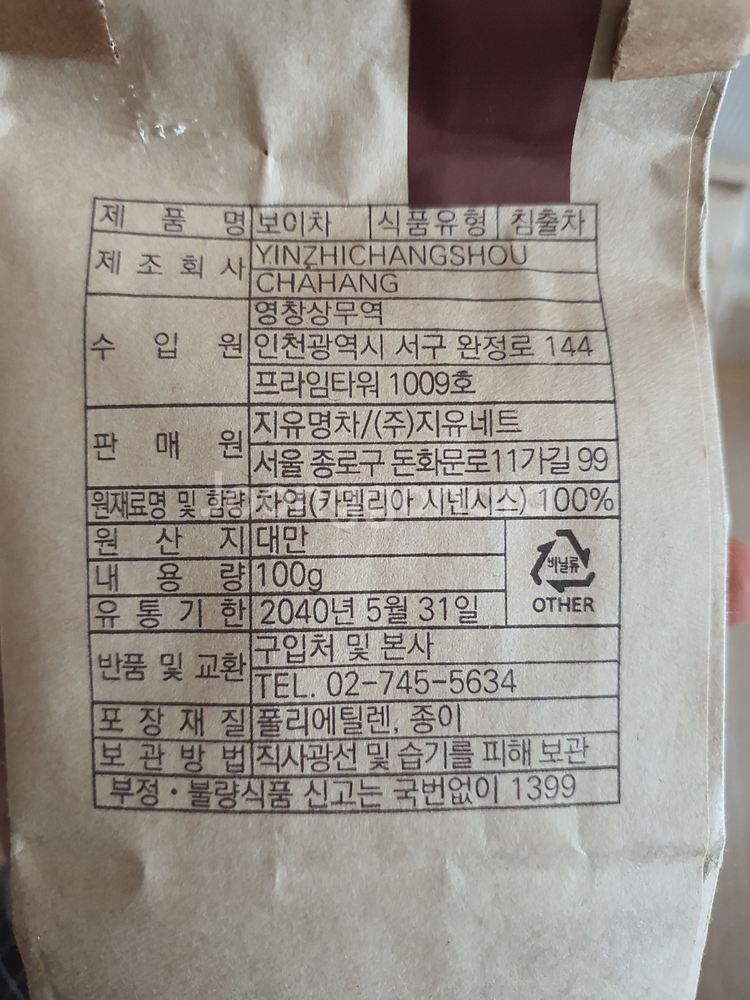 제 품 명 보이차 식품유형 침출차
제 조 회 사 YINZHICHANGSHOU
CHAHANG
수 입 원 영창상무역
인천광역시 서구 완정로 144
프라임타워 1009호
판 매 원 지유명차/(주)지유네트
서울 종로구 돈화문로11가길 99
원재료명 및 함량 차엽(카멜리아 시넨시스) 100%
원 산 지 대만
내 용 량 100g
비닐류
OTHER
유 통 기 한 2040년 5월 31일
반품 및 교환 구입처 및 본사
TEL. 02-745-5634
포 장 재 질 폴리에틸렌, 종이
보 관 방 법 직사광선 및 습기를 피해 보관
부정·불량식품 신고는 국번없이 1399